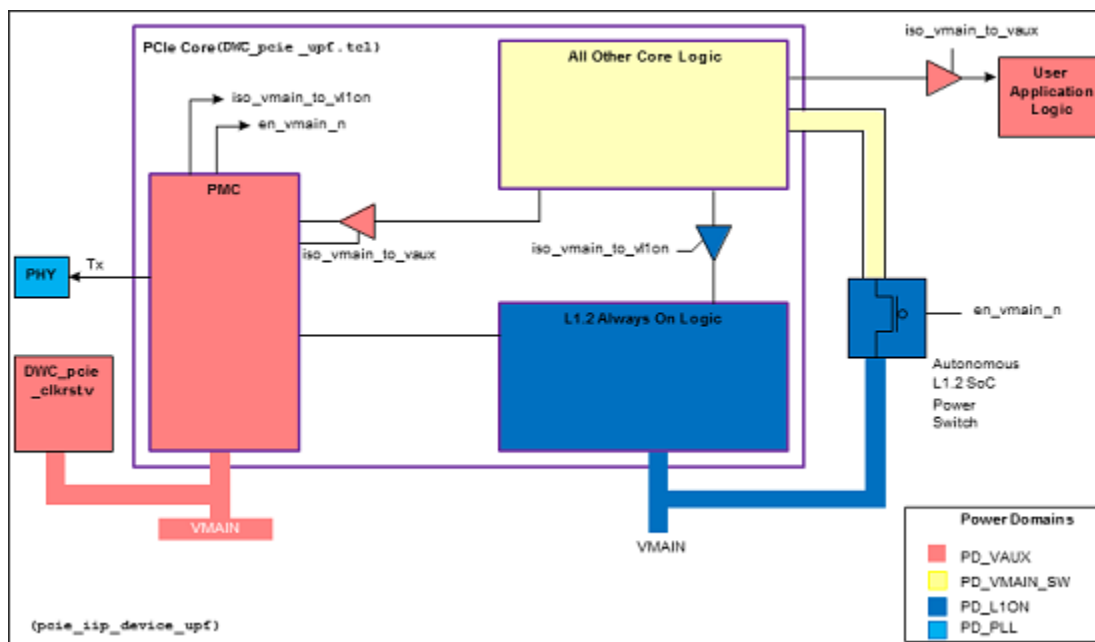 PCIe Core(DWC_pcie_upf.tcl)
iso_vmain_to_vl1on
en_vmain_n
All Other Core Logic
iso_vmain_to_vaux
User
Application
Logic
PMC
iso_vmain_to_vaux
iso_vmain_to_vl1on
PHY
Tx
L1.2 Always On Logic
en_vmain_n
Autonomous
L1.2 SoC
Power
Switch
DWC_pcie
_clkrst.v
VMAIN
VMAIN
Power Domains
PD_VAUX
PD_VMAIN_SW
PD_L1ON
PD_PLL
(pcie_iip_device_upf)